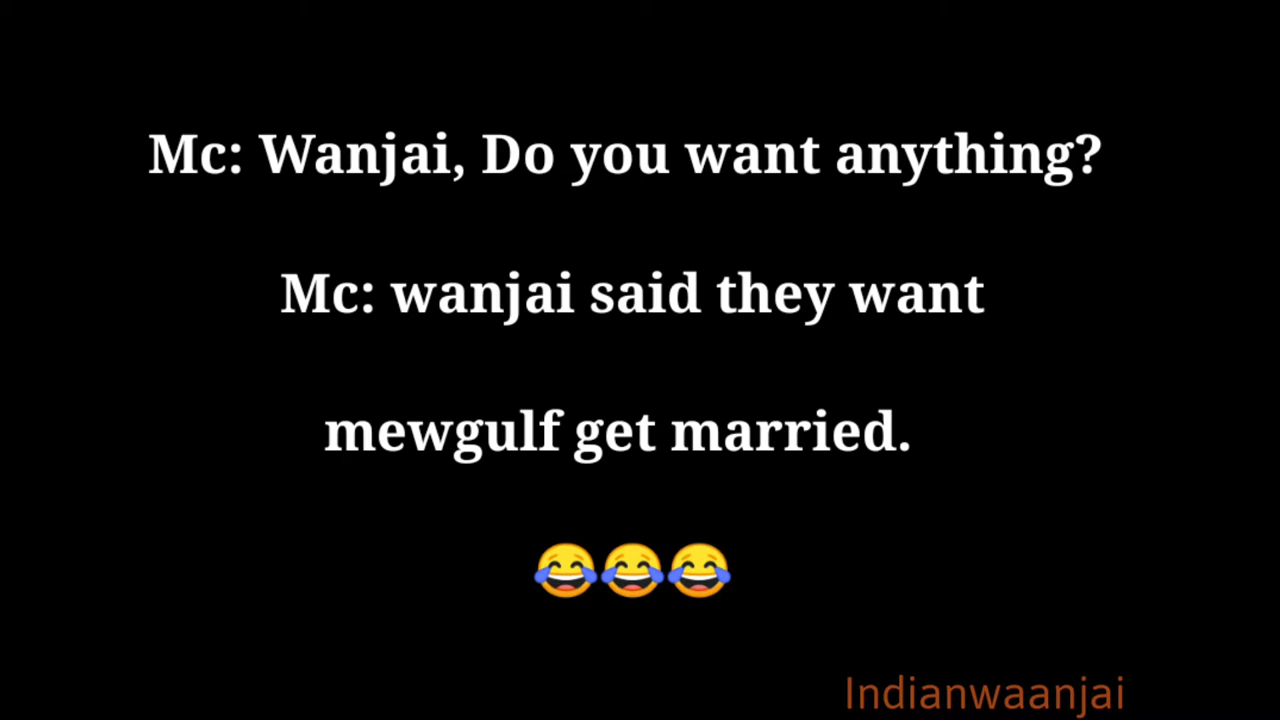 Mc: Wanjai, Do you want anything?
Mc: wanjai said they want
mewgulf get married.
😂😂😂
Indianwaanjai